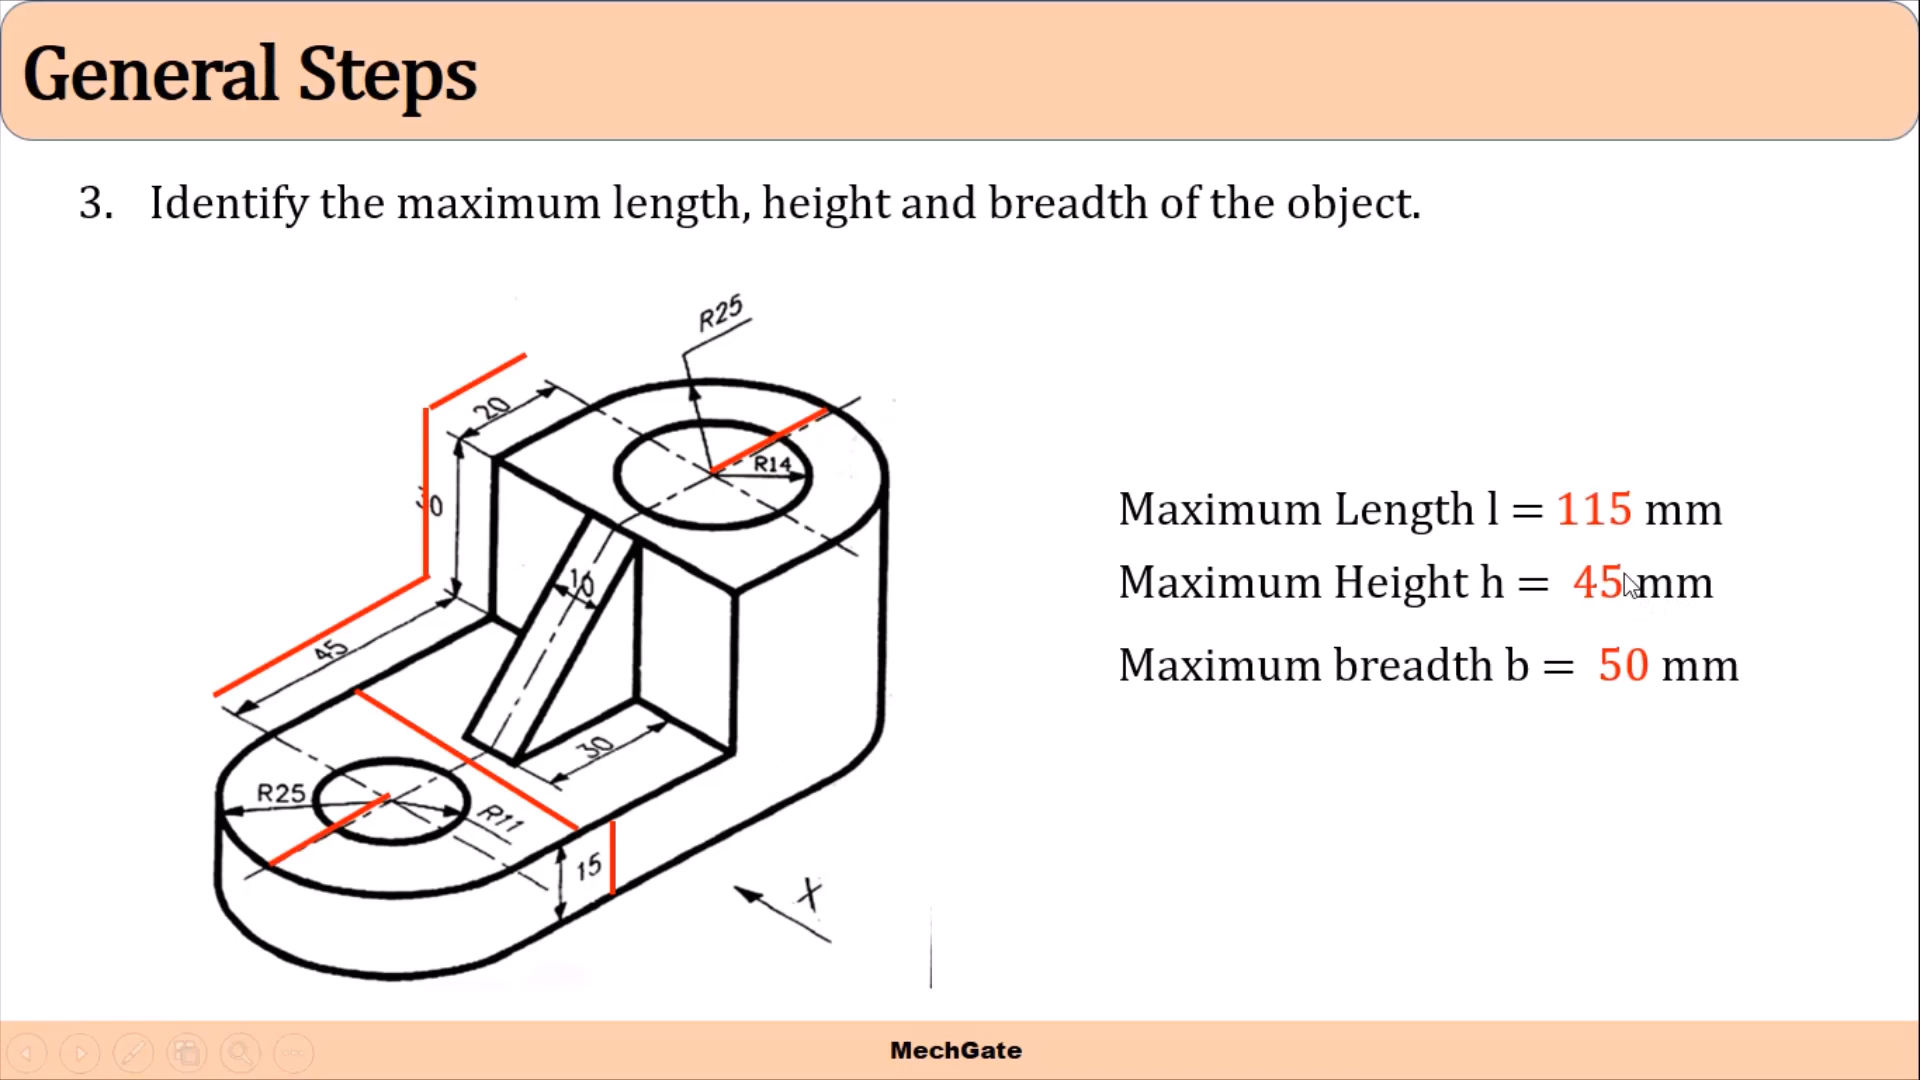 General Steps
3. Identify the maximum length, height and breadth of the object.
R25
20
R14
30
10
45
30
R25
R11
15
X
Maximum Length l = 115 mm
Maximum Height h = 45 mm
Maximum breadth b = 50 mm
MechGate